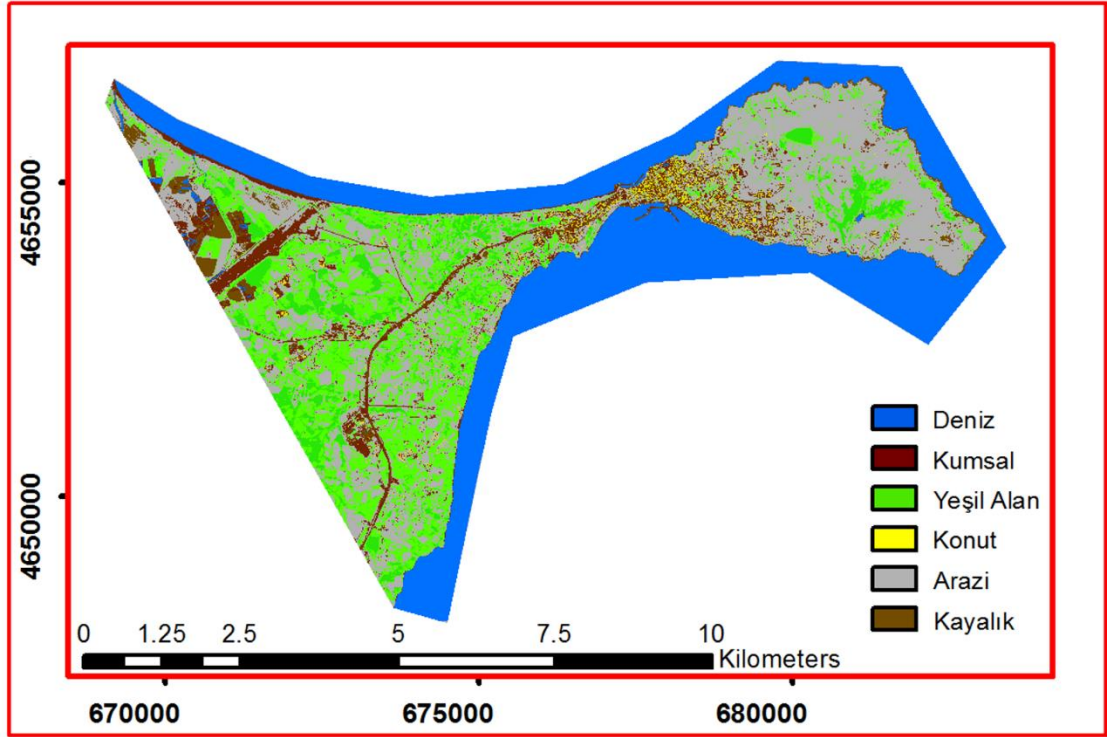 4655000
4650000
Deniz
Kumsal
Yeşil Alan
Konut
Arazi
Kayalık
0 1.25 2.5 5 7.5 10
Kilometers
670000 675000 680000